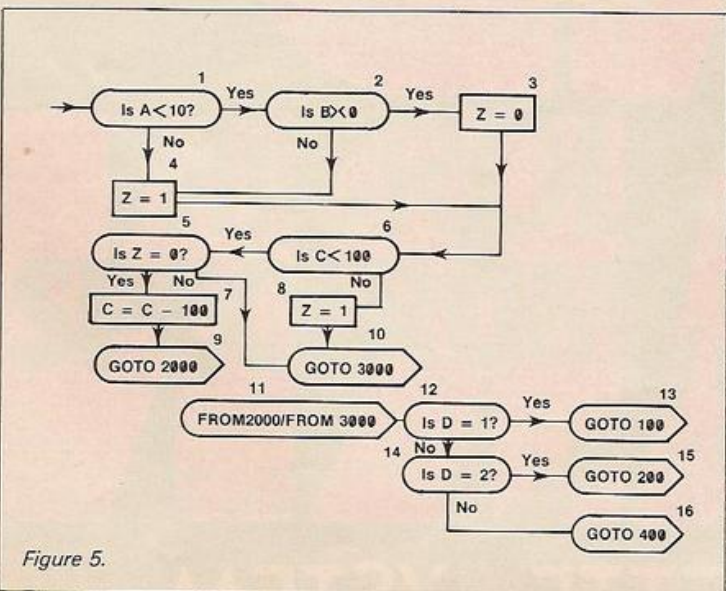 1
Is A<10?
Yes
2
Is B><0
Yes
3
Z = 0
No
No
4
Z = 1
5
Is Z = 0?
Yes
6
Is C<100
Yes
No
7
No
8
C = C - 100
Z = 1
9
10
GOTO 2000
GOTO 3000
11
FROM2000/FROM 3000
12
Is D = 1?
Yes
13
GOTO 100
No
14
Is D = 2?
Yes
15
GOTO 200
No
16
GOTO 400
Figure 5.